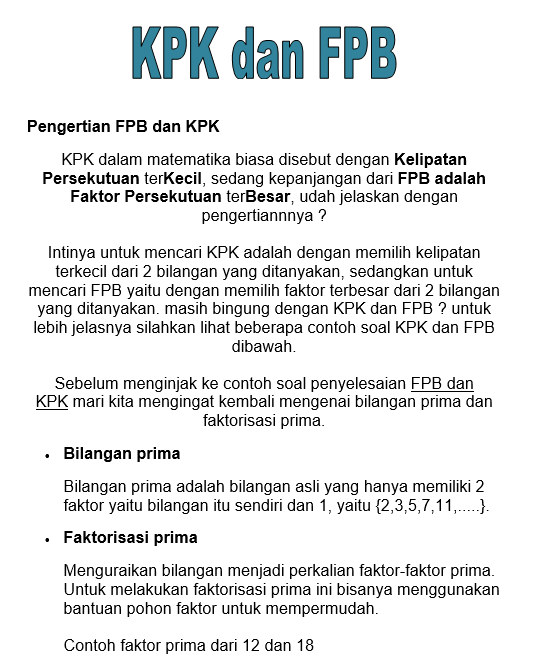 KPK dan FPB
Pengertian FPB dan KPK
KPK dalam matematika biasa disebut dengan Kelipatan
Persekutuan terKecil, sedang kepanjangan dari FPB adalah
Faktor Persekutuan terBesar, udah jelaskan dengan
pengertiannnya ?
Intinya untuk mencari KPK adalah dengan memilih kelipatan
terkecil dari 2 bilangan yang ditanyakan, sedangkan untuk
mencari FPB yaitu dengan memilih faktor terbesar dari 2 bilangan
yang ditanyakan. masih bingung dengan KPK dan FPB ? untuk
lebih jelasnya silahkan lihat beberapa contoh soal KPK dan FPB
dibawah.
Sebelum menginjak ke contoh soal penyelesaian FPB dan
KPK mari kita mengingat kembali mengenai bilangan prima dan
faktorisasi prima.
• Bilangan prima
Bilangan prima adalah bilangan asli yang hanya memiliki 2
faktor yaitu bilangan itu sendiri dan 1, yaitu {2,3,5,7,11,.....}.
• Faktorisasi prima
Menguraikan bilangan menjadi perkalian faktor-faktor prima.
Untuk melakukan faktorisasi prima ini bisanya menggunakan
bantuan pohon faktor untuk mempermudah.
Contoh faktor prima dari 12 dan 18